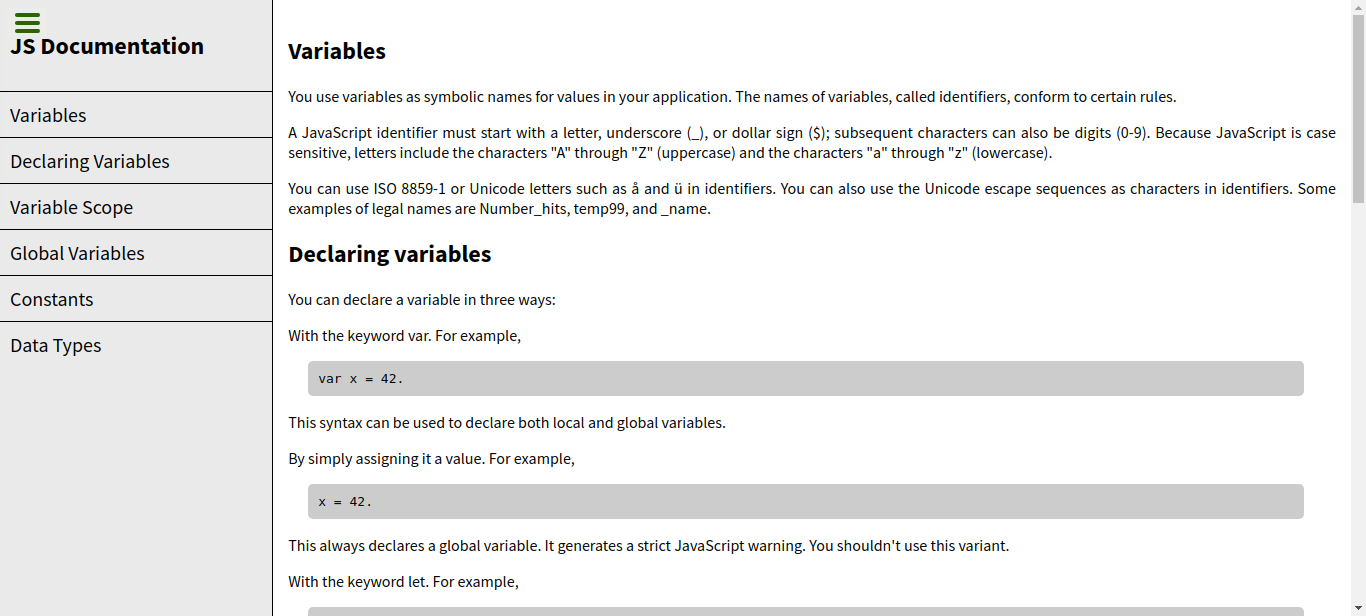 JS Documentation
Variables
Declaring Variables
Variable Scope
Global Variables
Constants
Data Types
Variables
You use variables as symbolic names for values in your application. The names of variables, called identifiers, conform to certain rules.
A JavaScript identifier must start with a letter, underscore (_), or dollar sign ($); subsequent characters can also be digits (0-9). Because JavaScript is case
sensitive, letters include the characters "A" through "Z" (uppercase) and the characters "a" through "z" (lowercase).
You can use ISO 8859-1 or Unicode letters such as å and ü in identifiers. You can also use the Unicode escape sequences as characters in identifiers. Some
examples of legal names are Number_hits, temp99, and _name.
Declaring variables
You can declare a variable in three ways:
With the keyword var. For example,
var x = 42.
This syntax can be used to declare both local and global variables.
By simply assigning it a value. For example,
x = 42.
This always declares a global variable. It generates a strict JavaScript warning. You shouldn't use this variant.
With the keyword let. For example,